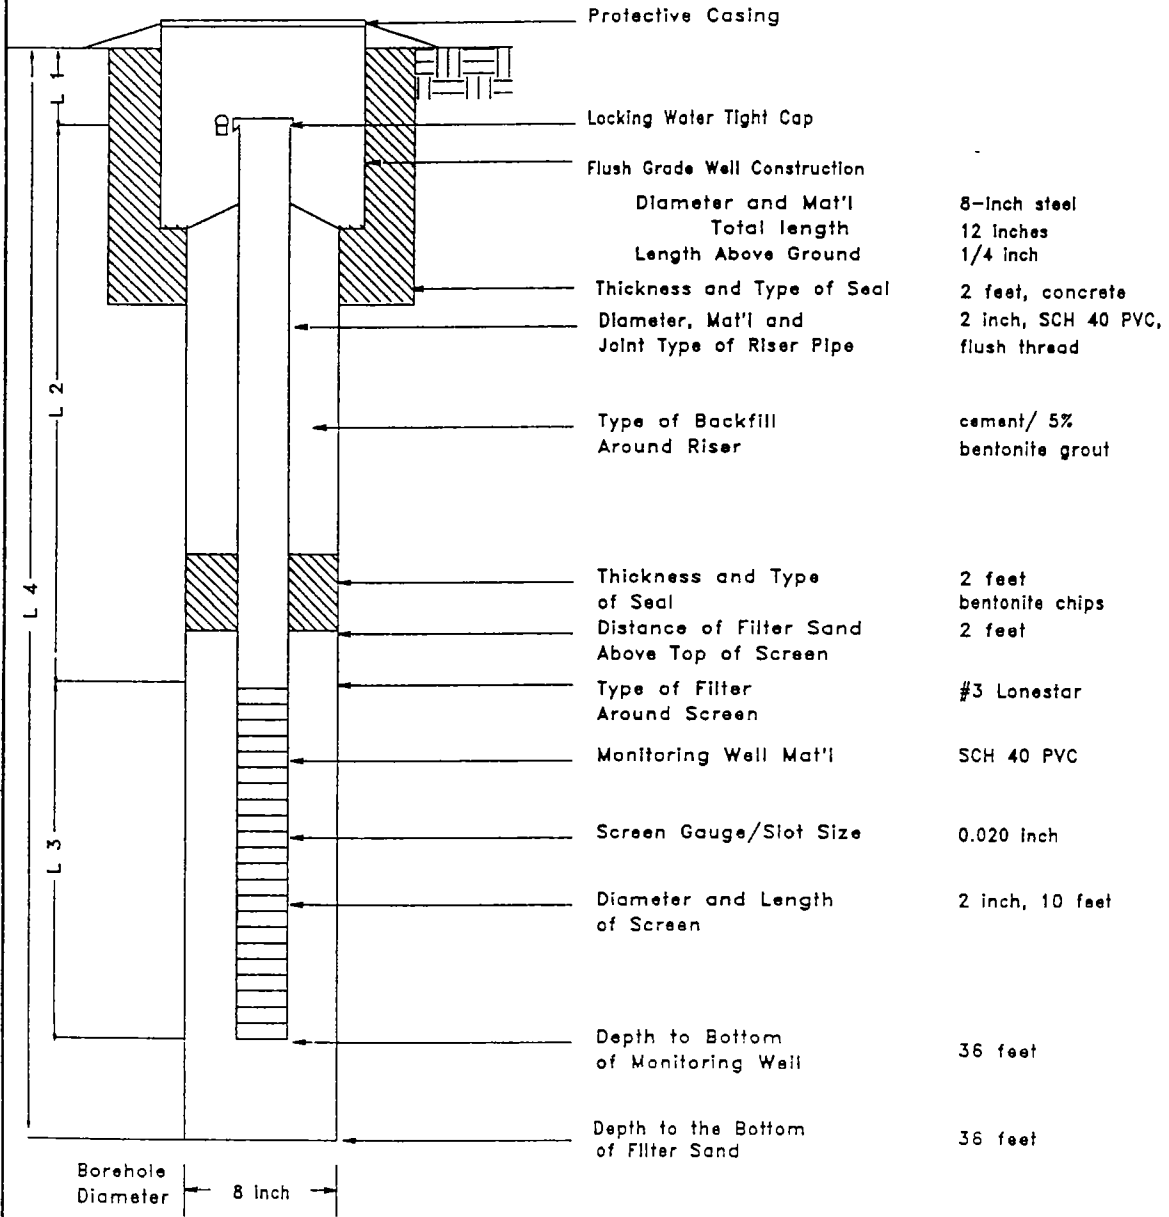 Protective Casing
L 1
Locking Water Tight Cap
Flush Grade Well Construction
Diameter and Mat'l 8-inch steel
Total length 12 inches
Length Above Ground 1/4 inch
Thickness and Type of Seal 2 feet, concrete
Diameter, Mat'l and 2 inch, SCH 40 PVC,
Joint Type of Riser Pipe flush thread
L 2
Type of Backfill cement/ 5%
Around Riser bentonite grout
L 4
Thickness and Type 2 feet
of Seal bentonite chips
Distance of Filter Sand 2 feet
Above Top of Screen
Type of Filter #3 Lonestar
Around Screen
Monitoring Well Mat'l SCH 40 PVC
L 3
Screen Gauge/Slot Size 0.020 inch
Diameter and Length 2 inch, 10 feet
of Screen
Depth to Bottom
of Monitoring Well 36 feet
Depth to the Bottom
of Filter Sand 36 feet
Borehole
Diameter 8 inch